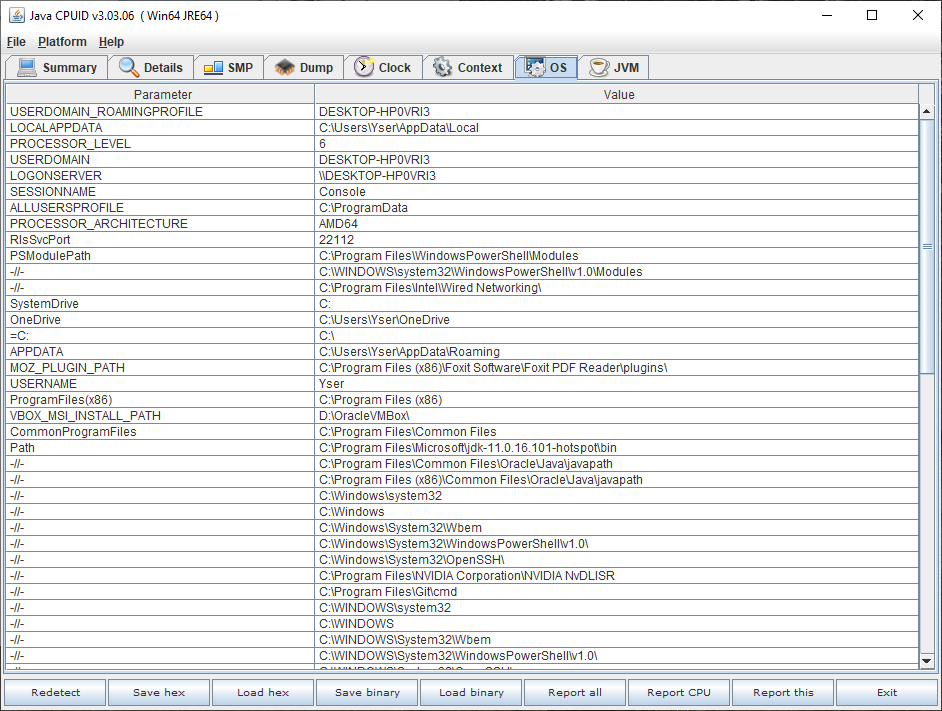 Java CPUID v3.03.06 ( Win64 JRE64 )
File Platform Help
Summary Details SMP Dump Clock Context OS JVM
Parameter Value
USERDOMAIN_ROAMINGPROFILE DESKTOP-HP0VRI3
LOCALAPPDATA C:\Users\Yser\AppData\Local
PROCESSOR_LEVEL 6
USERDOMAIN DESKTOP-HP0VRI3
LOGONSERVER \\DESKTOP-HP0VRI3
SESSIONNAME Console
ALLUSERSPROFILE C:\ProgramData
PROCESSOR_ARCHITECTURE AMD64
RlsSvcPort 22112
PSModulePath C:\Program Files\WindowsPowerShell\Modules
-//- C:\WINDOWS\system32\WindowsPowerShell\v1.0\Modules
-//- C:\Program Files\Intel\Wired Networking\
SystemDrive C:
OneDrive C:\Users\Yser\OneDrive
=C: C:\
APPDATA C:\Users\Yser\AppData\Roaming
MOZ_PLUGIN_PATH C:\Program Files (x86)\Foxit Software\Foxit PDF Reader\plugins\
USERNAME Yser
ProgramFiles(x86) C:\Program Files (x86)
VBOX_MSI_INSTALL_PATH D:\OracleVMBox\
CommonProgramFiles C:\Program Files\Common Files
Path C:\Program Files\Microsoft\jdk-11.0.16.101-hotspot\bin
-//- C:\Program Files\Common Files\Oracle\Java\javapath
-//- C:\Program Files (x86)\Common Files\Oracle\Java\javapath
-//- C:\Windows\system32
-//- C:\Windows
-//- C:\Windows\System32\Wbem
-//- C:\Windows\System32\WindowsPowerShell\v1.0\
-//- C:\Windows\System32\OpenSSH\
-//- C:\Program Files\NVIDIA Corporation\NVIDIA NvDLISR
-//- C:\Program Files\Git\cmd
-//- C:\WINDOWS\system32
-//- C:\WINDOWS
-//- C:\WINDOWS\System32\Wbem
-//- C:\WINDOWS\System32\WindowsPowerShell\v1.0\
Redetect Save hex Load hex Save binary Load binary Report all Report CPU Report this Exit